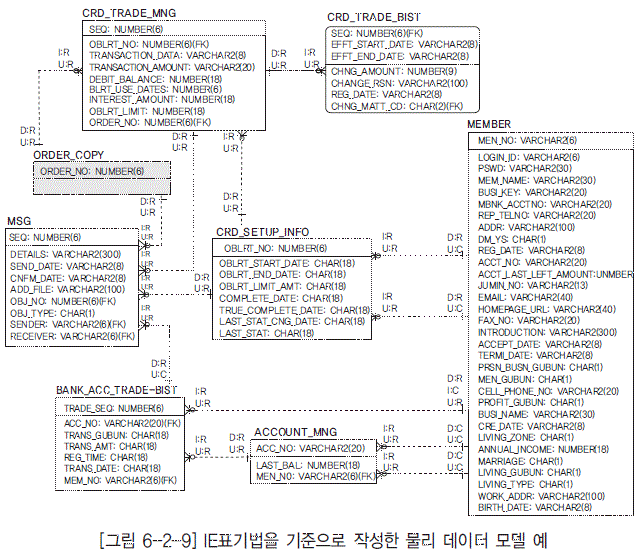 CRD_TRADE_MNG
SEQ: NUMBER(6)
OBLRT_NO: NUMBER(6)(FK)
TRANSACTION_DATA: VARCHAR2(8)
TRANSACTION_AMOUNT: VARCHAR2(20)
DEBIT_BALANCE: NUMBER(18)
BLRT_USE_DATES: NUMBER(6)
INTEREST_AMOUNT: NUMBER(18)
OBLRT_LIMIT: NUMBER(18)
ORDER_NO: NUMBER(6)(FK)
I:R
U:R
D:R
U:R
D:R
U:R
I:R
U:R
CRD_TRADE_BIST
SEQ: NUMBER(6)(FK)
EFFT_START_DATE: VARCHAR2(8)
EFFT_END_DATE: VARCHAR2(8)
CHNG_AMOUNT: NUMBER(9)
CHANGE_RSN: VARCHAR2(100)
REG_DATE: VARCHAR2(8)
CHNG_MATT_CD: CHAR(2)(FK)
D:R
U:R
I:R
U:R
ORDER_COPY
ORDER_NO: NUMBER(6)
D:R
U:R
MSG
SEQ: NUMBER(6)
DETAILS: VARCHAR2(300)
SEND_DATE: VARCHAR2(8)
CNFM_DATE: VARCHAR2(8)
ADD_FILE: VARCHAR2(100)
OBJ_NO: NUMBER(6)(FK)
OBJ_TYPE: CHAR(1)
SENDER: VARCHAR2(6)(FK)
RECEIVER: VARCHAR2(6)(FK)
I:R
U:R
I:R
U:R
I:R
U:R
I:R
U:R
D:R
U:R
D:R
U:R
CRD_SETUP_INFO
OBLRT_NO: NUMBER(6)
OBLRT_START_DATE: CHAR(18)
OBLRT_END_DATE: CHAR(18)
OBLRT_LIMIT_AMT: CHAR(18)
COMPLETE_DATE: CHAR(18)
TRUE_COMPLETE_DATE: CHAR(18)
LAST_STAT_CNG_DATE: CHAR(18)
LAST_STAT: CHAR(18)
I:R
U:R
D:R
U:R
I:R
U:R
D:R
U:C
MEMBER
MEN_NO: VARCHAR2(6)
LOGIN_ID: VARCHAR2(6)
PSWD: VARCHAR2(30)
MEM_NAME: VARCHAR2(30)
BUSI_KEY: VARCHAR2(20)
MBNK_ACCTNO: VARCHAR2(20)
REP_TELNO: VARCHAR2(20)
ADDR: VARCHAR2(100)
DM_YS: CHAR(1)
REG_DATE: VARCHAR2(8)
ACCT_NO: VARCHAR2(20)
ACCT_LAST_LEFT_AMOUNT:UNMBER
JUMIN_NO: VARCHAR2(13)
EMAIL: VARCHAR2(40)
HOMEPAGE_URL: VARCHAR2(40)
FAX_NO: VARCHAR2(20)
INTRODUCTION: VARCHAR2(300)
ACCEPT_DATE: VARCHAR2(8)
TERMI_DATE: VARCHAR2(8)
PRSN_BUSN_GUBUN: CHAR(1)
MEN_GUBUN: CHAR(1)
CELL_PHONE_NO: VARCHAR2(20)
PROFIT_GUBUN: CHAR(1)
BUSI_NAME: VARCHAR2(30)
CRE_DATE: VARCHAR2(8)
LIVING_ZONE: CHAR(1)
ANNUAL_INCOME: NUMBER(18)
MARRIAGE: CHAR(1)
LIVING_GUBUN: CHAR(1)
LIVING_TYPE: CHAR(1)
WORK_ADDR: VARCHAR2(100)
BIRTH_DATE: VARCHAR2(8)
D:R
U:C
BANK_ACC_TRADE-BIST
TRADE_SEQ: NUMBER(6)
ACC_NO: VARCHAR2(20)(FK)
TRANS_GUBUN: CHAR(18)
TRANS_AMT: CHAR(18)
REG_TIME: CHAR(18)
TRANS_DATE: CHAR(18)
MEM_NO: VARCHAR2(6)(FK)
I:R
U:R
D:R
I:C
U:C
I:R
U:R
D:R
U:R
ACCOUNT_MNG
ACC_NO: VARCHAR2(20)
LAST_BAL: NUMBER(18)
MEN_NO: VARCHAR2(6)(FK)
I:R
U:R
D:R
U:C
I:R
U:R
D:R
U:C
[그림 6-2-9] IE표기법을 기준으로 작성한 물리 데이터 모델 예